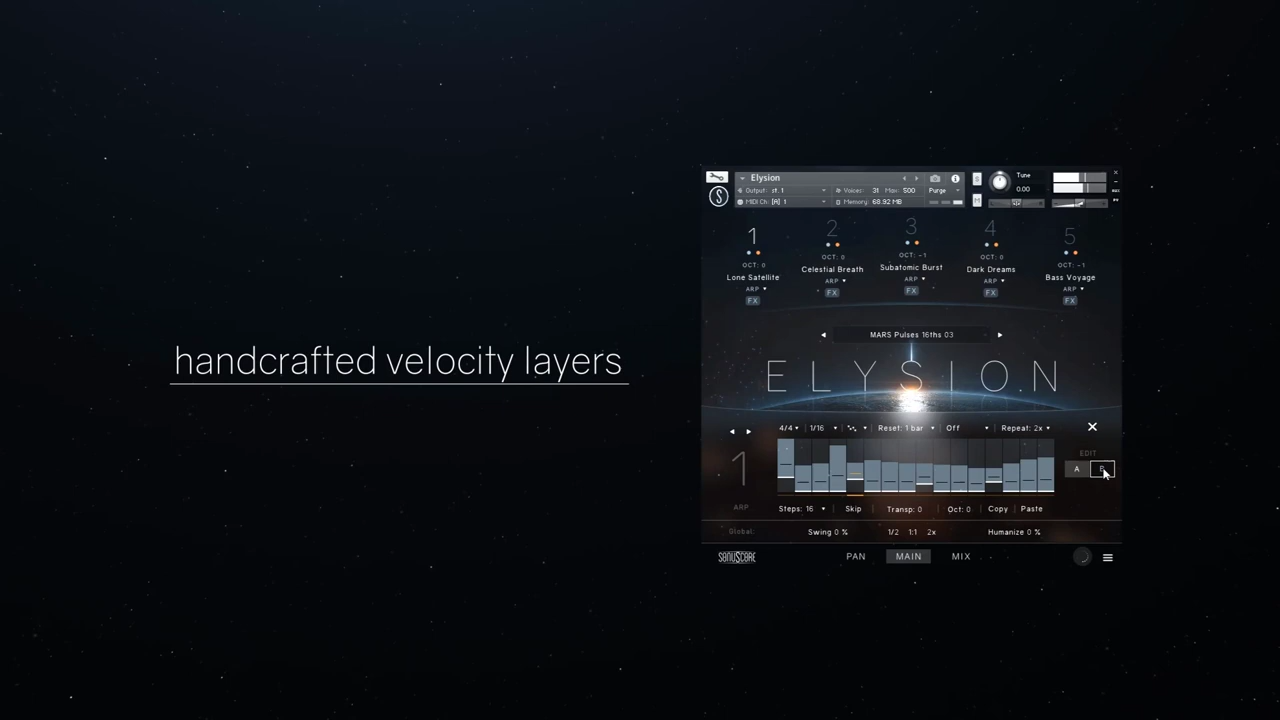 handcrafted velocity layers
Elysion
Output: st. 1 Voices: 31 Max: 500 Purge
MIDI Ch: [A] 1 Memory: 68.92 MB
S
M
Tune
0.00
1 2 3 4 5
OCT: 0 OCT: 0 OCT: -1 OCT: 0 OCT: -1
Lone Satellite Celestial Breath Subatomic Burst Dark Dreams Bass Voyage
ARP ARP ARP ARP ARP
FX FX FX FX FX
MARS Pulses 16ths 03
ELYSION
4/4 1/16 Reset: 1 bar Off Repeat: 2x
EDIT
1 A
ARP Steps: 16 Skip Transp: 0 Oct: 0 Copy Paste
Global: Swing 0 % 1/2 1:1 2x Humanize 0 %
SONUSCORE PAN MAIN MIX